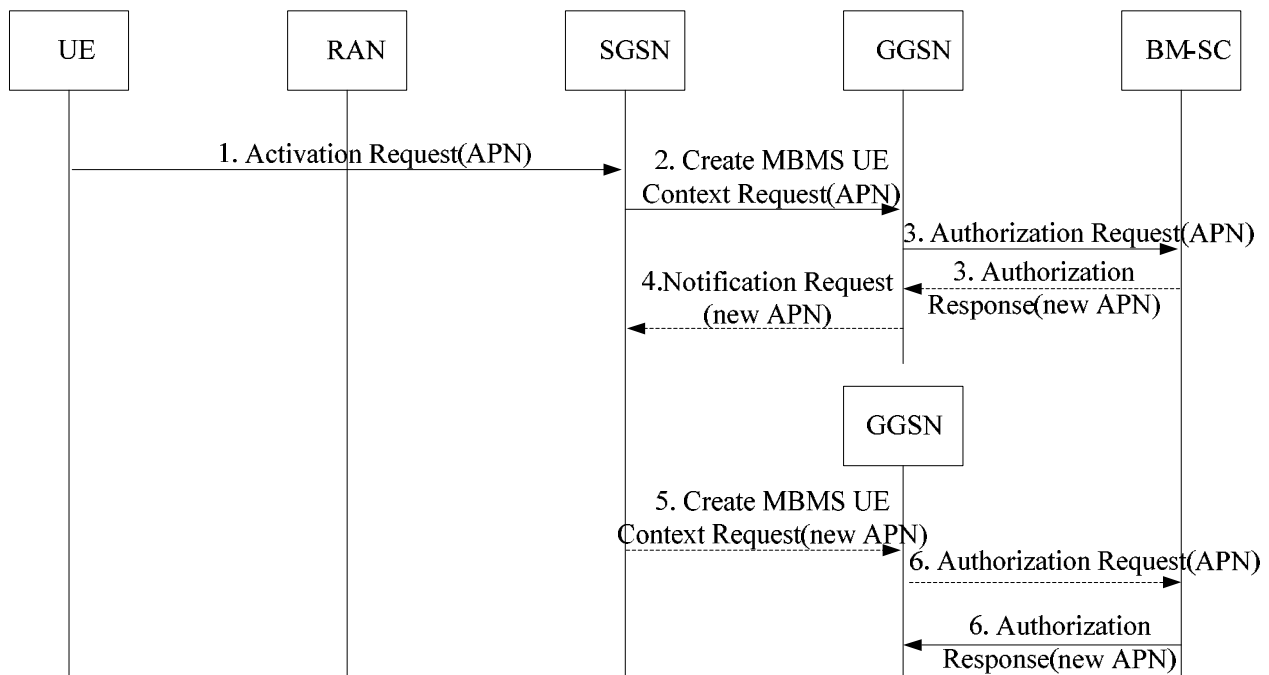 UE
RAN
SGSN
GGSN
BM-SC
1. Activation Request(APN)
2. Create MBMS UE
Context Request(APN)
3. Authorization Request(APN)
3. Authorization
Response(new APN)
4.Notification Request
(new APN)
GGSN
5. Create MBMS UE
Context Request(new APN)
6. Authorization Request(APN)
6. Authorization
Response(new APN)